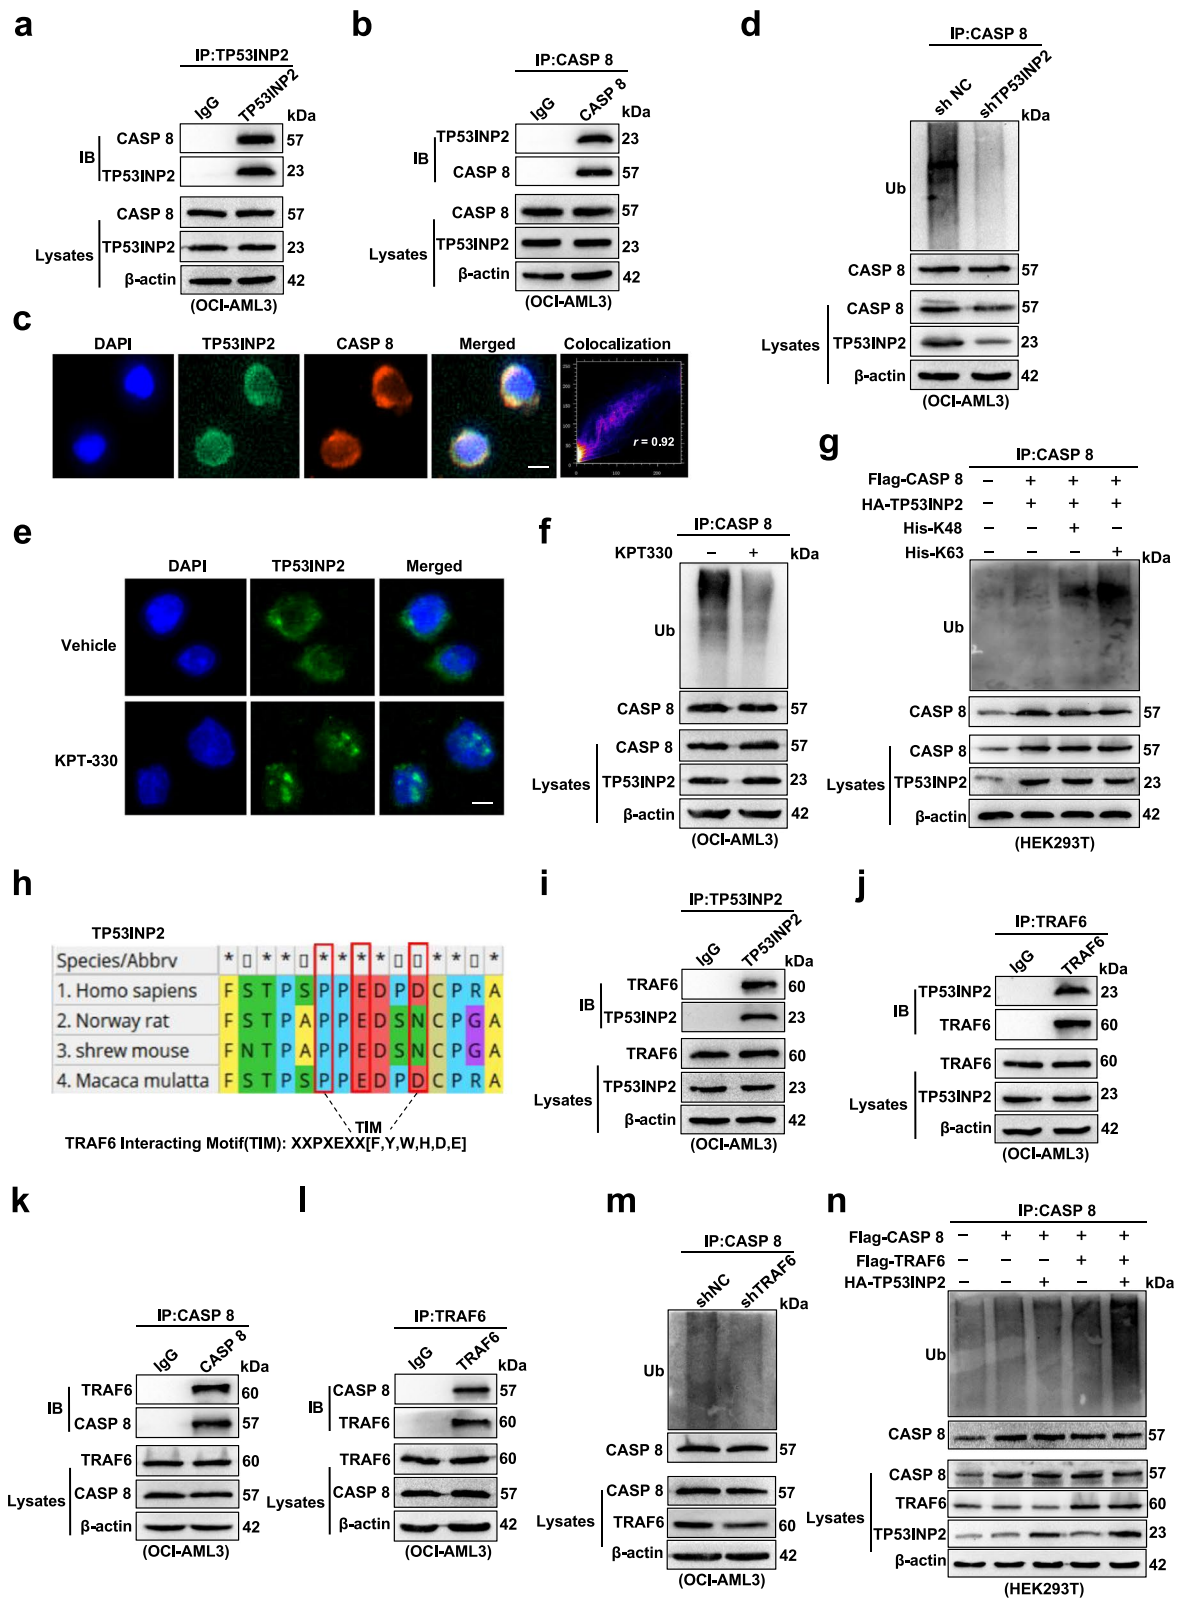 a
IP:TP53INP2
IgG TP53INP2 kDa
IB
CASP 8 57
TP53INP2 23
Lysates
CASP 8 57
TP53INP2 23
β-actin 42
(OCI-AML3)
b
IP:CASP 8
IgG CASP 8 kDa
IB
TP53INP2 23
CASP 8 57
Lysates
CASP 8 57
TP53INP2 23
β-actin 42
(OCI-AML3)
c
DAPI TP53INP2 CASP 8 Merged Colocalization
r = 0.92
d
IP:CASP 8
sh NC shTP53INP2
kDa
Ub
CASP 8 57
Lysates
CASP 8 57
TP53INP2 23
β-actin 42
(OCI-AML3)
e
DAPI TP53INP2 Merged
Vehicle
KPT-330
f
IP:CASP 8
KPT330 – + kDa
Ub
CASP 8 57
Lysates
CASP 8 57
TP53INP2 23
β-actin 42
(OCI-AML3)
g
IP:CASP 8
Flag-CASP 8 – + + +
HA-TP53INP2 – + + +
His-K48 – – + –
His-K63 – – – +
kDa
Ub
CASP 8 57
Lysates
CASP 8 57
TP53INP2 23
β-actin 42
(HEK293T)
h
TP53INP2
Species/Abbrv * ▯ * * ▯ * * * * ▯ ▯ * * ▯ *
1. Homo sapiens F S T P S P P E D P D C P R A
2. Norway rat F S T P A P P E D S N C P G A
3. shrew mouse F N T P A P P E D S N C P G A
4. Macaca mulatta F S T P S P P E D P D C P R A
TIM
TRAF6 Interacting Motif(TIM): XXPXEXX[F,Y,W,H,D,E]
i
IP:TP53INP2
IgG TP53INP2
IB
TRAF6 60
TP53INP2 23
Lysates
TRAF6 60
TP53INP2 23
β-actin 42
(OCI-AML3)
j
IP:TRAF6
IgG TRAF6 kDa
IB
TP53INP2 23
TRAF6 60
Lysates
TRAF6 60
TP53INP2 23
β-actin 42
(OCI-AML3)
k
IP:CASP 8
IgG CASP 8 kDa
IB
TRAF6 60
CASP 8 57
Lysates
TRAF6 60
CASP 8 57
β-actin 42
(OCI-AML3)
l
IP:TRAF6
IgG TRAF6 kDa
IB
CASP 8 57
TRAF6 60
Lysates
TRAF6 60
CASP 8 57
β-actin 42
(OCI-AML3)
m
IP:CASP 8
shNC shTRAF6 kDa
Ub
CASP 8 57
Lysates
CASP 8 57
TRAF6 60
β-actin 42
(OCI-AML3)
n
IP:CASP 8
Flag-CASP 8 – + + + +
Flag-TRAF6 – – – + +
HA-TP53INP2 – – + – + kDa
Ub
CASP 8 57
Lysates
CASP 8 57
TRAF6 60
TP53INP2 23
β-actin 42
(HEK293T)